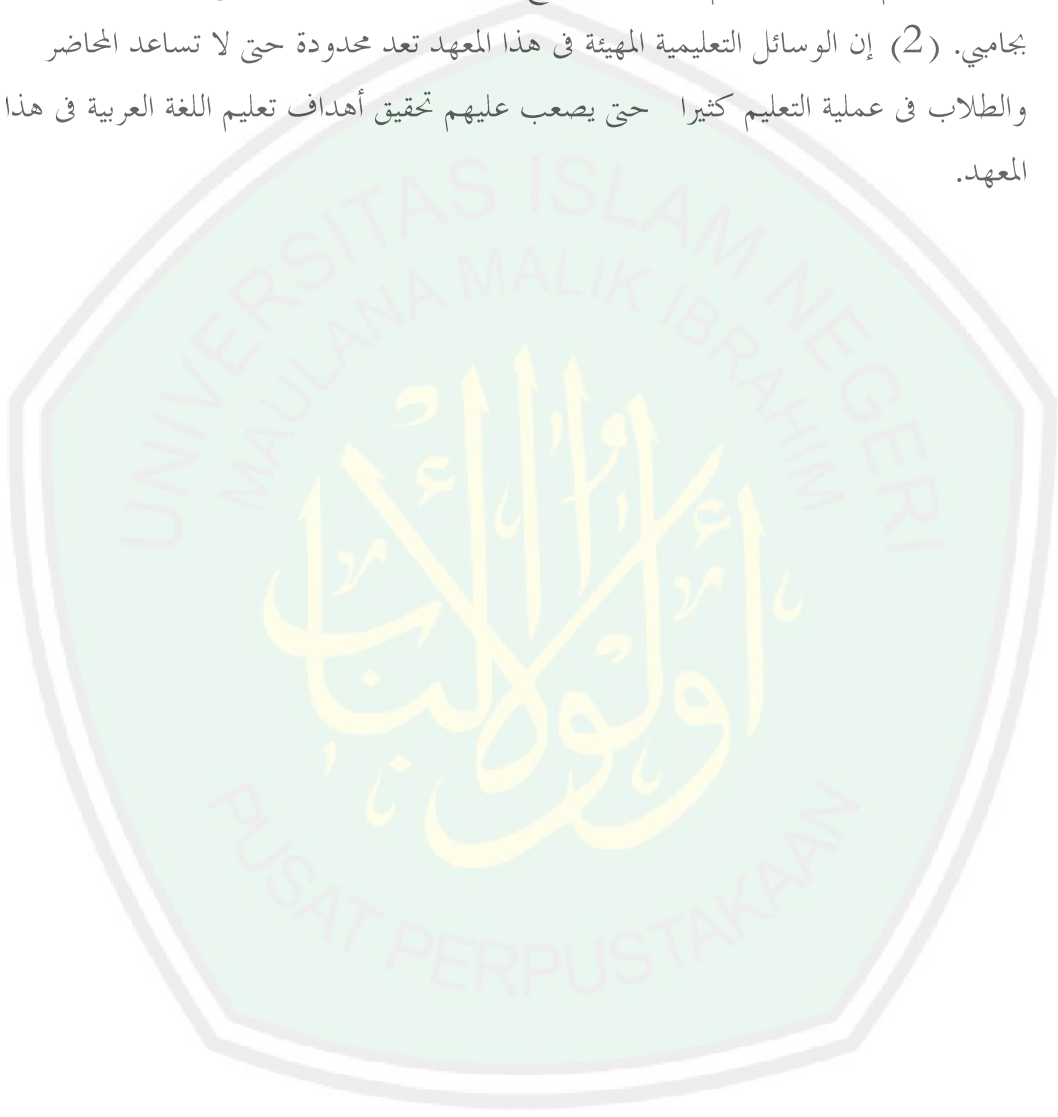 بجامبي. (2) إن الوسائل التعليمية المهيئة فى هذا المعهد تعد محدودة حتى لا تساعد المحاضر
والطلاب فى عملية التعليم كثيرا حتى يصعب عليهم تحقيق أهداف تعليم اللغة العربية فى هذا
المعهد.
UNIVERSITAS ISLAM NEGERI
MAULANA MALIK IBRAHIM
PUSAT PERPUSTAKAAN